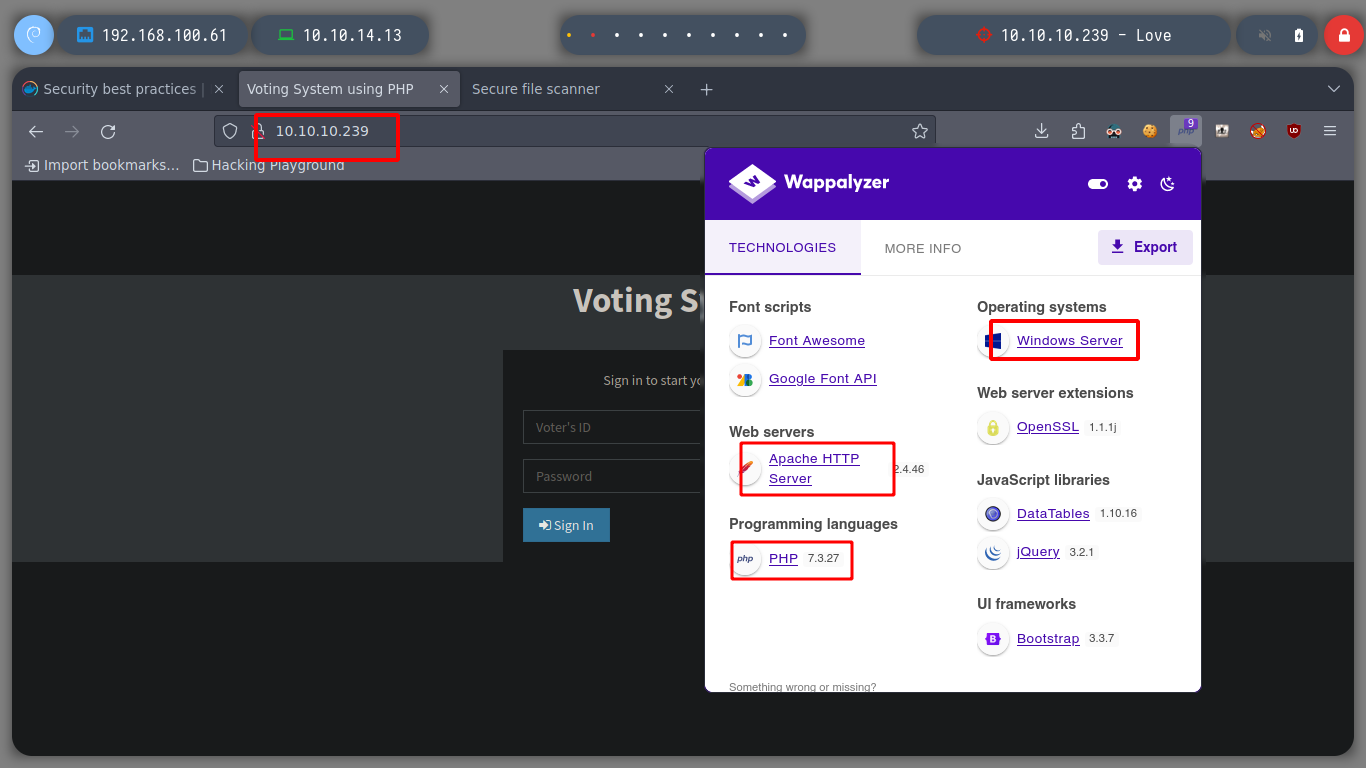 192.168.100.61
10.10.14.13
10.10.10.239 - Love
Security best practices |
Voting System using PHP
Secure file scanner
10.10.10.239
php
9
UD
Import bookmarks...
Hacking Playground
Wappalyzer
TECHNOLOGIES
MORE INFO
Export
Voting S
Sign in to start yo
Voter's ID
Password
Sign In
Font scripts
Font Awesome
Google Font API
Web servers
Apache HTTP
Server
2.4.46
Programming languages
php
PHP 7.3.27
Operating systems
Windows Server
Web server extensions
OpenSSL 1.1.1j
JavaScript libraries
DataTables 1.10.16
jQuery 3.2.1
UI frameworks
B
Bootstrap 3.3.7
Something wrong or missing?